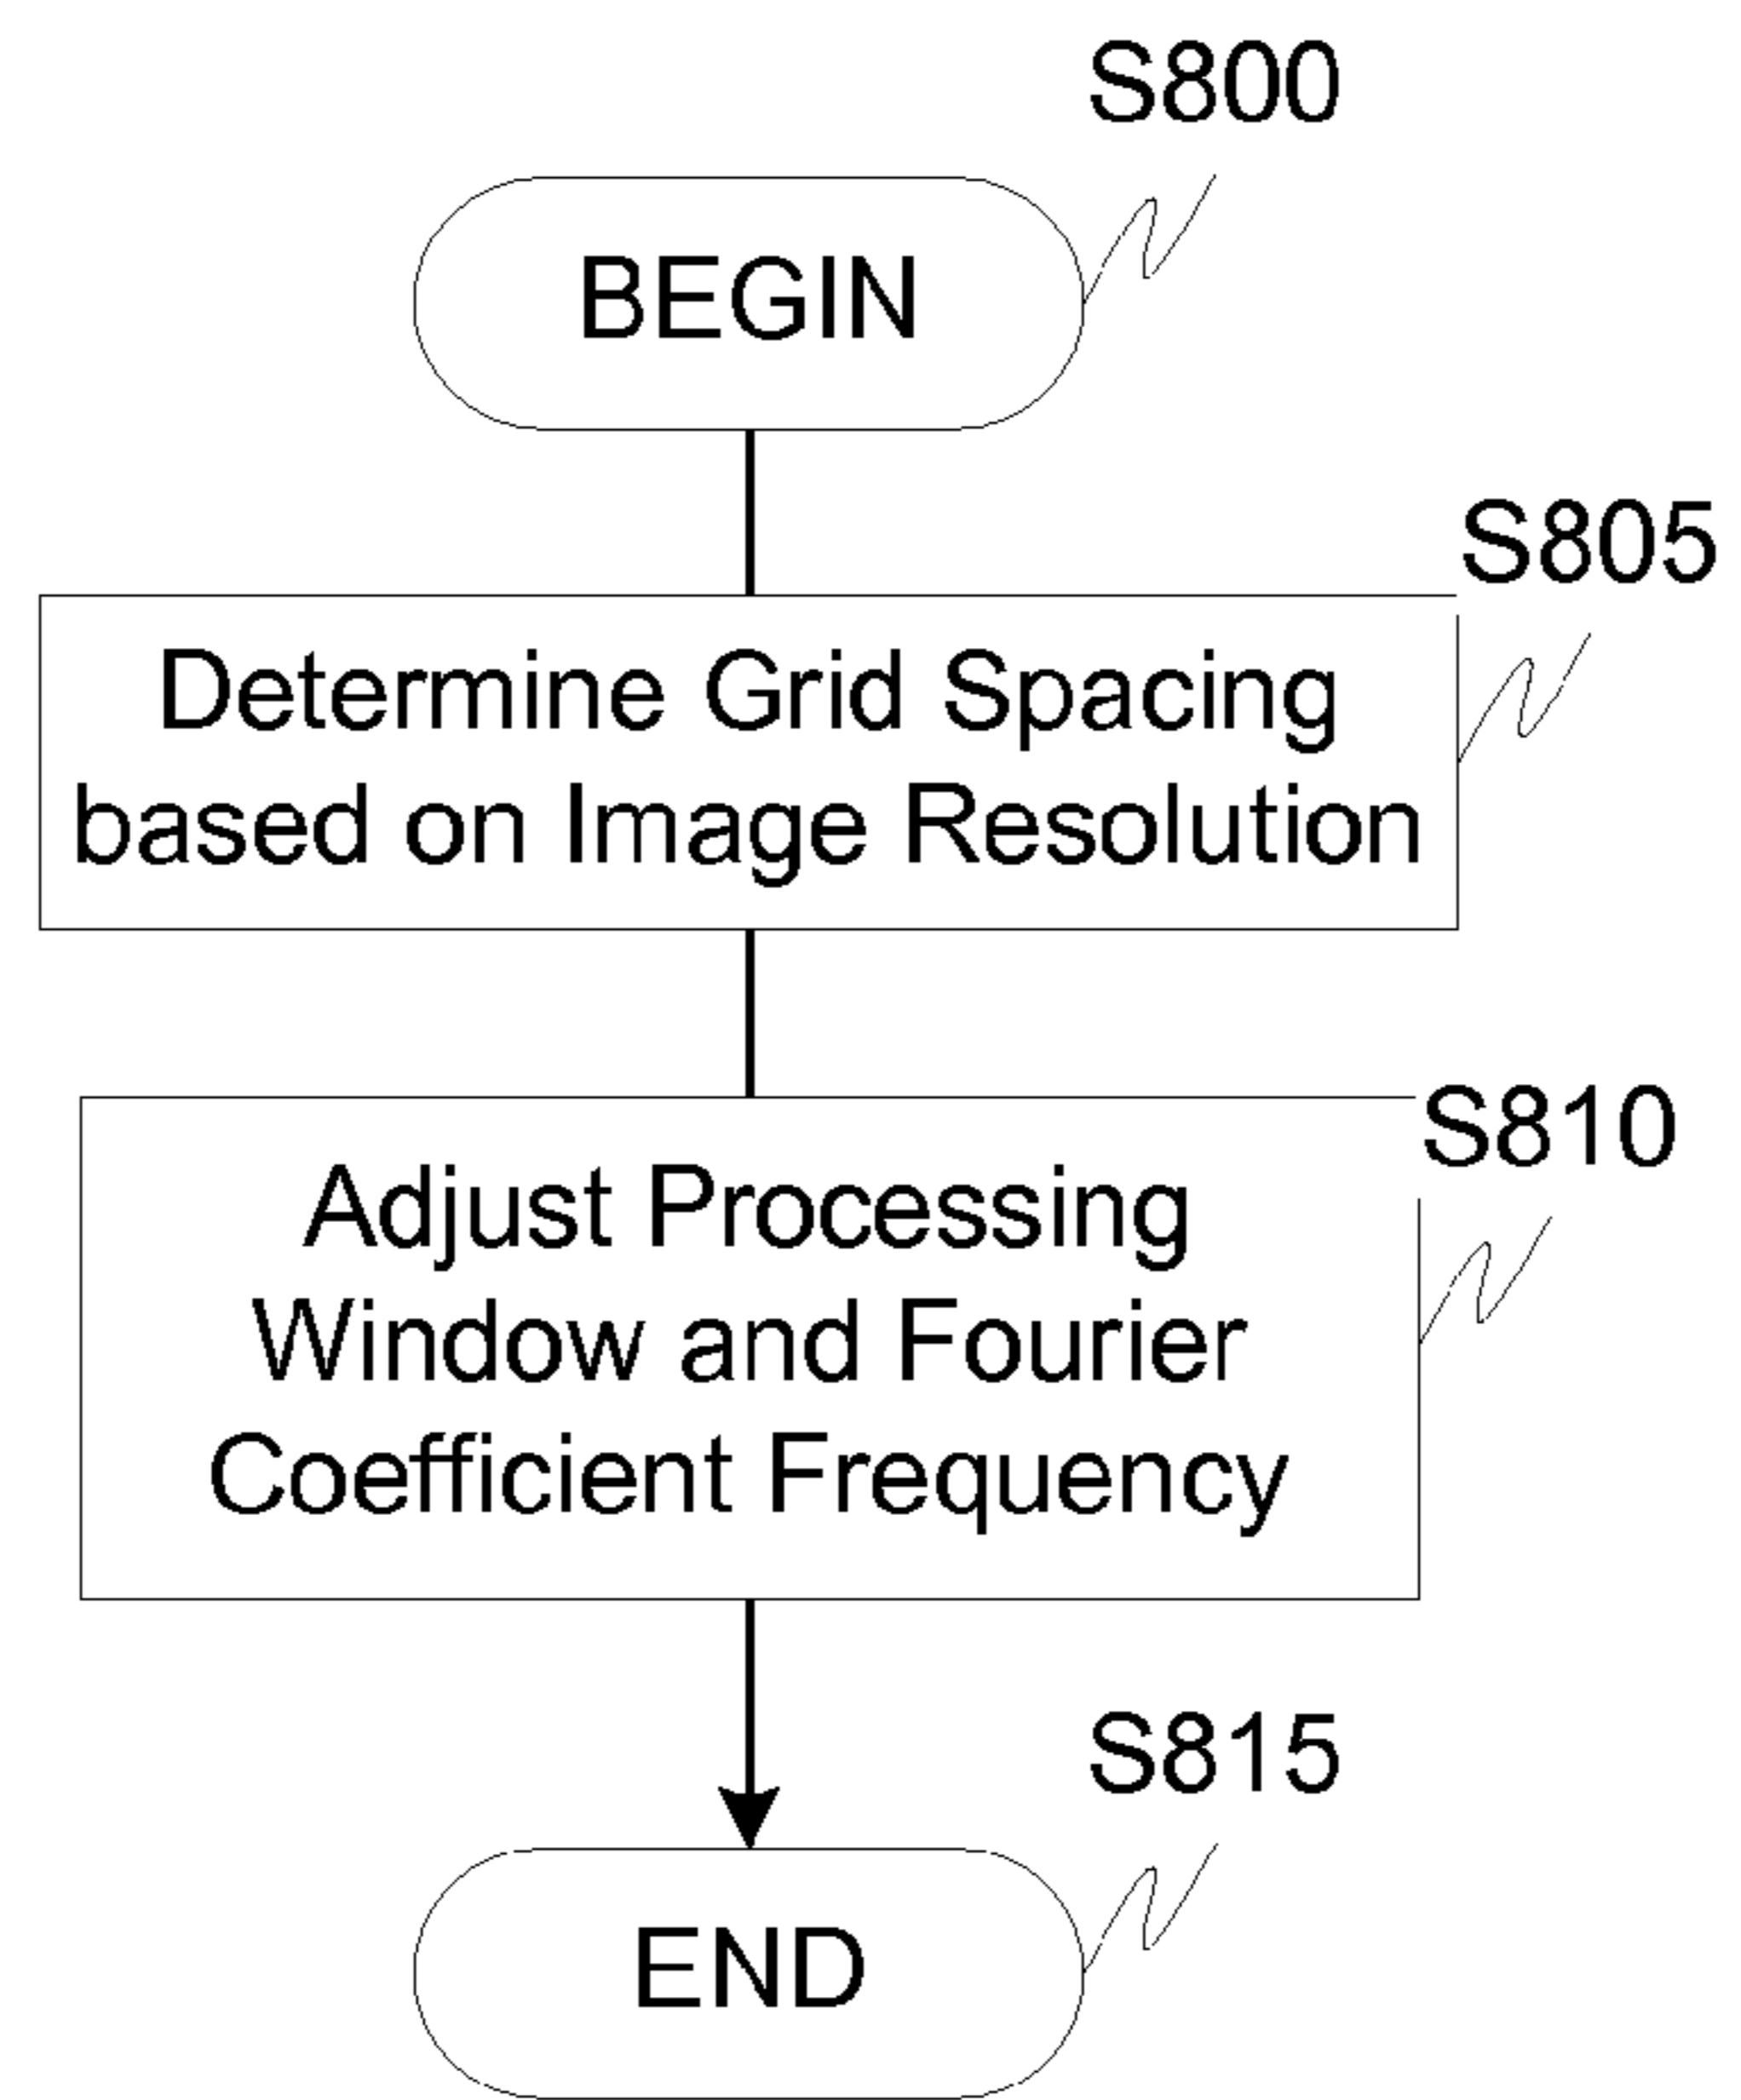 S800
BEGIN
S805
Determine Grid Spacing
based on Image Resolution
S810
Adjust Processing
Window and Fourier
Coefficient Frequency
S815
END